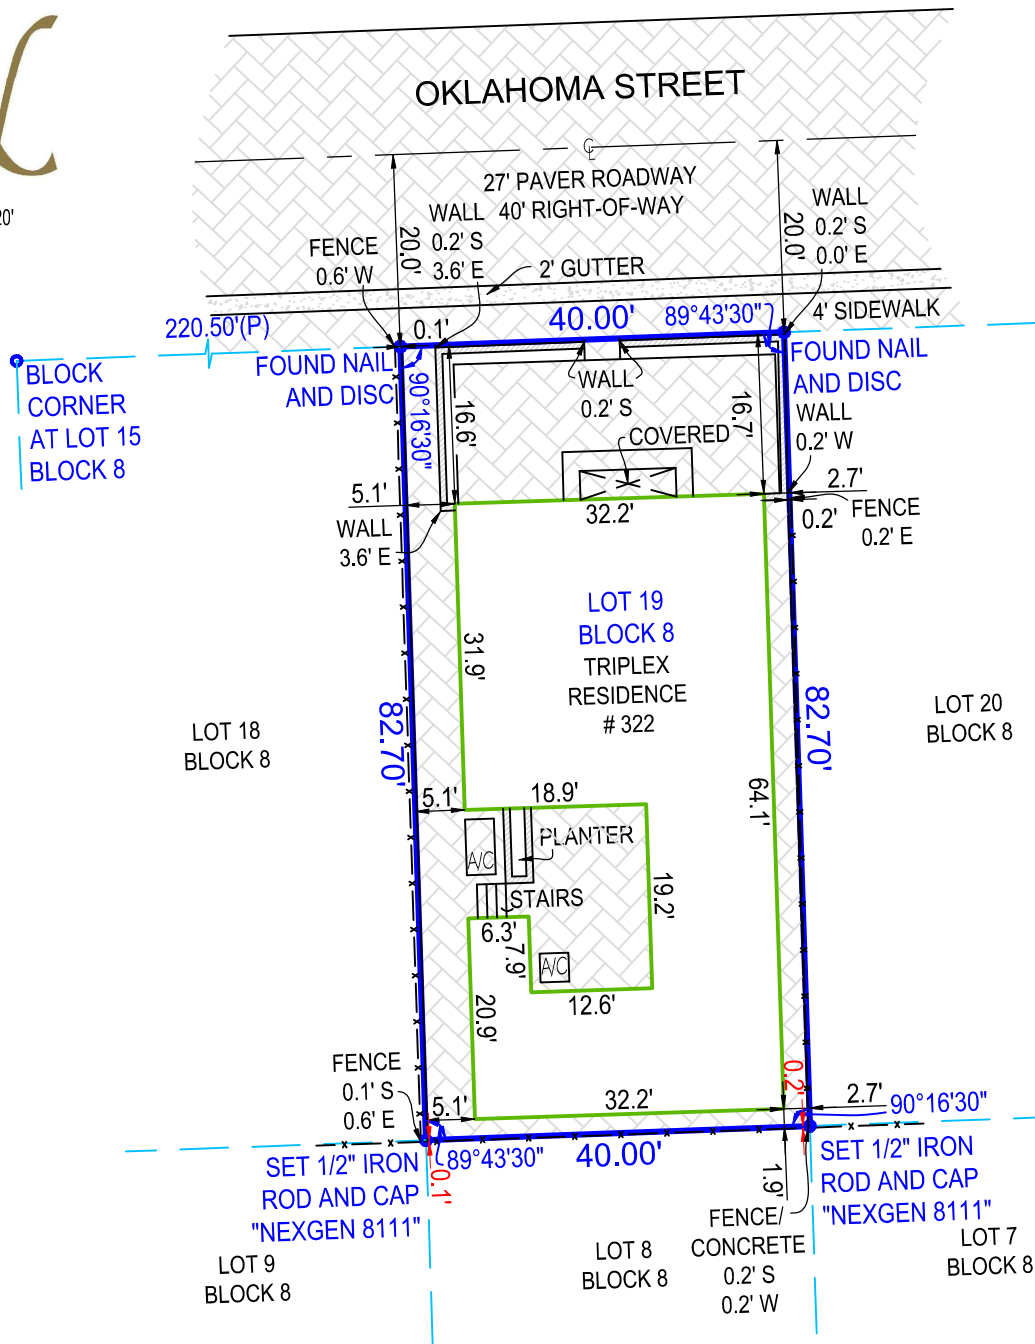 OKLAHOMA STREET
20'
℄
27' PAVER ROADWAY
40' RIGHT-OF-WAY
20.0'
20.0'
WALL
0.2' S
3.6' E
WALL
0.2' S
0.0' E
FENCE
0.6' W
2' GUTTER
4' SIDEWALK
220.50'(P)
0.1'
40.00'
89°43'30"
BLOCK
CORNER
AT LOT 15
BLOCK 8
FOUND NAIL
AND DISC
90°16'30"
FOUND NAIL
AND DISC
WALL
0.2' S
16.6'
16.7'
COVERED
WALL
0.2' W
5.1'
2.7'
32.2'
0.2'
FENCE
0.2' E
WALL
3.6' E
LOT 19
BLOCK 8
TRIPLEX
RESIDENCE
# 322
31.9'
82.70'
82.70'
LOT 18
BLOCK 8
LOT 20
BLOCK 8
64.1'
5.1'
18.9'
A/C
PLANTER
STAIRS
19.2'
6.3'
7.9'
A/C
12.6'
20.9'
FENCE
0.1' S
0.6' E
5.1'
32.2'
0.2'
2.7'
90°16'30"
89°43'30"
40.00'
SET 1/2" IRON
ROD AND CAP
"NEXGEN 8111"
0.1'
1.9'
SET 1/2" IRON
ROD AND CAP
"NEXGEN 8111"
FENCE/
CONCRETE
0.2' S
0.2' W
LOT 9
BLOCK 8
LOT 8
BLOCK 8
LOT 7
BLOCK 8